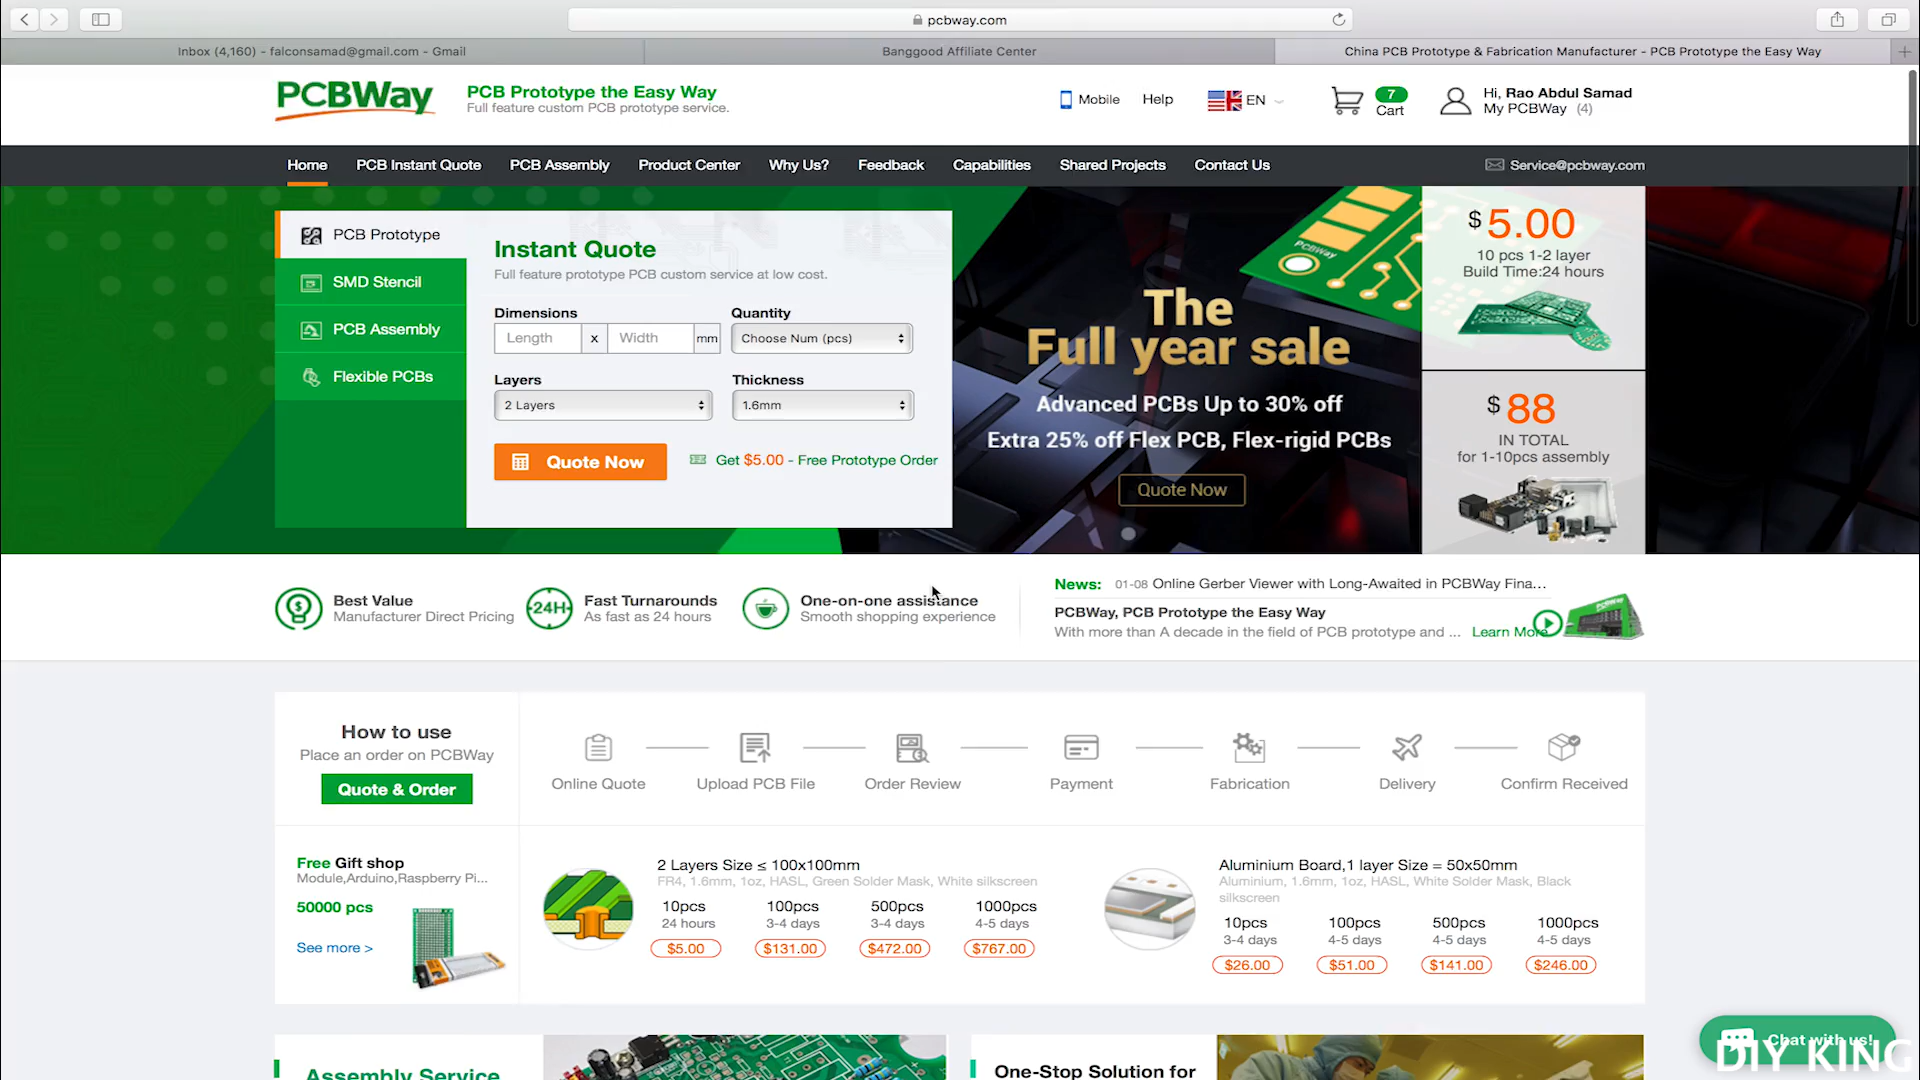 pcbway.com
Inbox (4,160) - falconsamad@gmail.com - Gmail
Banggood Affiliate Center
China PCB Prototype & Fabrication Manufacturer - PCB Prototype the Easy Way
PCBWay
PCB Prototype the Easy Way
Full feature custom PCB prototype service.
Mobile
Help
EN
7
Cart
Hi, Rao Abdul Samad
My PCBWay (4)
Home
PCB Instant Quote
PCB Assembly
Product Center
Why Us?
Feedback
Capabilities
Shared Projects
Contact Us
Service@pcbway.com
PCB Prototype
SMD Stencil
PCB Assembly
Flexible PCBs
Instant Quote
Full feature prototype PCB custom service at low cost.
Dimensions
Quantity
Length x Width mm
Choose Num (pcs)
Layers
Thickness
2 Layers
1.6mm
Quote Now
Get $5.00 - Free Prototype Order
PCBWay
The
Full year sale
Advanced PCBs Up to 30% off
Extra 25% off Flex PCB, Flex-rigid PCBs
Quote Now
$5.00
10 pcs 1-2 layer
Build Time:24 hours
$88
IN TOTAL
for 1-10pcs assembly
Best Value
Manufacturer Direct Pricing
24H
Fast Turnarounds
As fast as 24 hours
One-on-one assistance
Smooth shopping experience
News: 01-08 Online Gerber Viewer with Long-Awaited in PCBWay Fina...
PCBWay, PCB Prototype the Easy Way
With more than A decade in the field of PCB prototype and ... Learn More
PCBWay
How to use
Place an order on PCBWay
Quote & Order
Online Quote
Upload PCB File
Order Review
Payment
Fabrication
Delivery
Confirm Received
Free Gift shop
Module,Arduino,Raspberry Pi...
50000 pcs
See more >
2 Layers Size ≤ 100x100mm
FR4, 1.6mm, 1oz, HASL, Green Solder Mask, White silkscreen
10pcs 100pcs 500pcs 1000pcs
24 hours 3-4 days 3-4 days 4-5 days
$5.00 $131.00 $472.00 $767.00
Aluminium Board,1 layer Size = 50x50mm
Aluminium, 1.6mm, 1oz, HASL, White Solder Mask, Black
silkscreen
10pcs 100pcs 500pcs 1000pcs
3-4 days 4-5 days 4-5 days 4-5 days
$26.00 $51.00 $141.00 $246.00
Assembly Service
One-Stop Solution for
Chat with us!
DIY KING